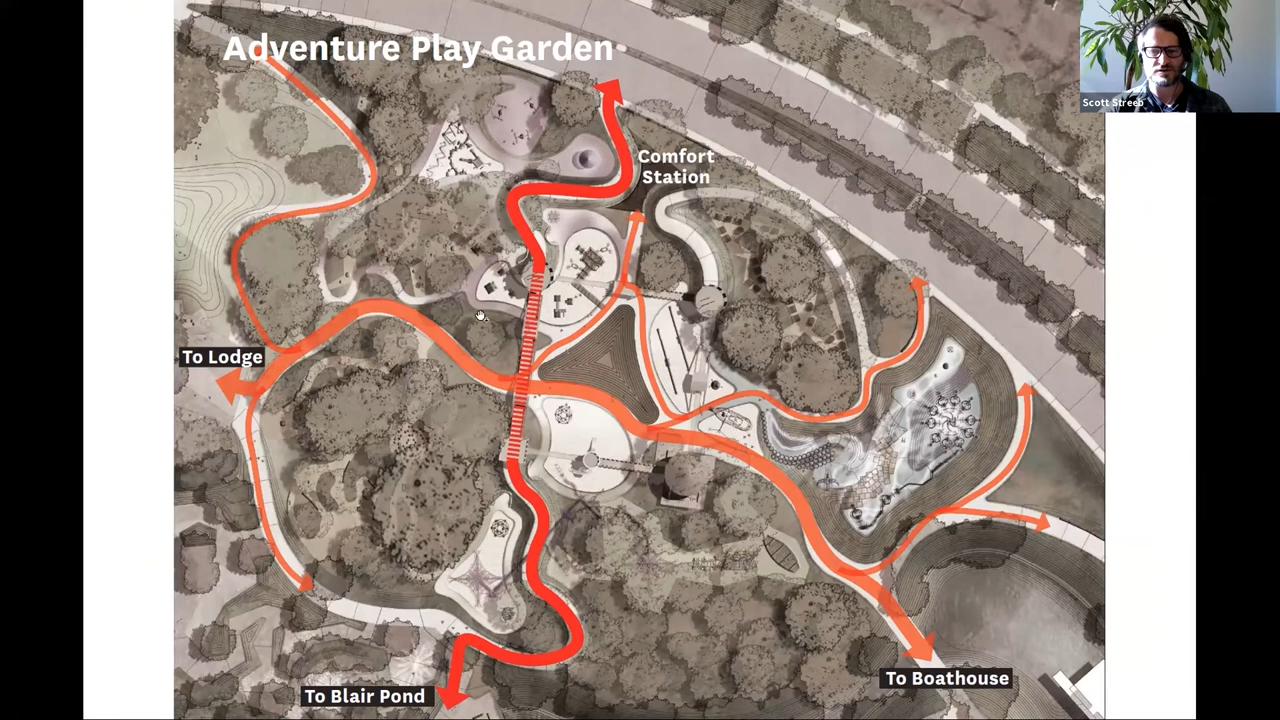 Adventure Play Garden
Scott Streeb
Comfort
Station
To Lodge
To Boathouse
To Blair Pond